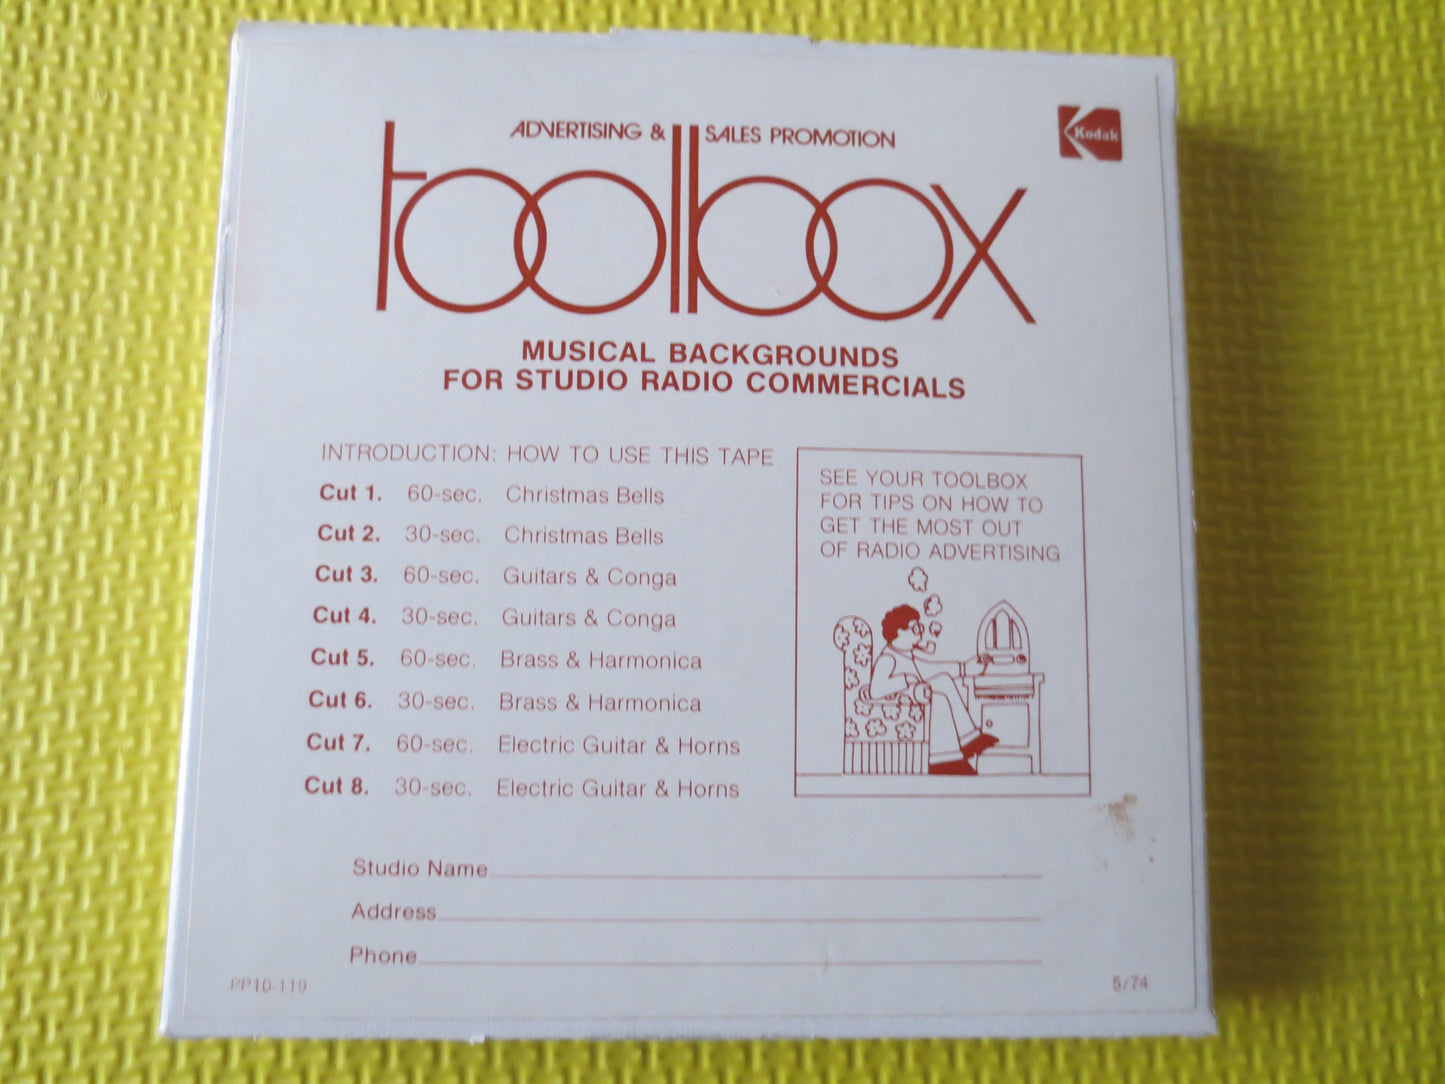 ADVERTISING & SALES PROMOTION
Kodak
toolbox
MUSICAL BACKGROUNDS
FOR STUDIO RADIO COMMERCIALS
INTRODUCTION: HOW TO USE THIS TAPE
Cut 1. 60-sec. Christmas Bells
Cut 2. 30-sec. Christmas Bells
Cut 3. 60-sec. Guitars & Conga
Cut 4. 30-sec. Guitars & Conga
Cut 5. 60-sec. Brass & Harmonica
Cut 6. 30-sec. Brass & Harmonica
Cut 7. 60-sec. Electric Guitar & Horns
Cut 8. 30-sec. Electric Guitar & Horns
SEE YOUR TOOLBOX
FOR TIPS ON HOW TO
GET THE MOST OUT
OF RADIO ADVERTISING
Studio Name
Address
Phone
PP10-119
5/74